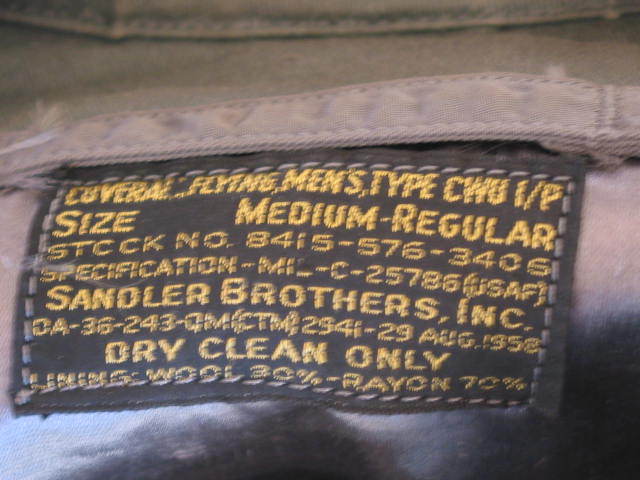 COVERAL..FLYING,MEN'S,TYPE CWU 1/P
SIZE MEDIUM-REGULAR
STOCK NO. 8415-576-3406
SPECIFICATION-MIL-C-25786(USAF)
SANDLER BROTHERS, INC.
DA-36-243-QM(CTM)2941-29 AUG.1958
DRY CLEAN ONLY
LINING: WOOL 30%-RAYON 70%